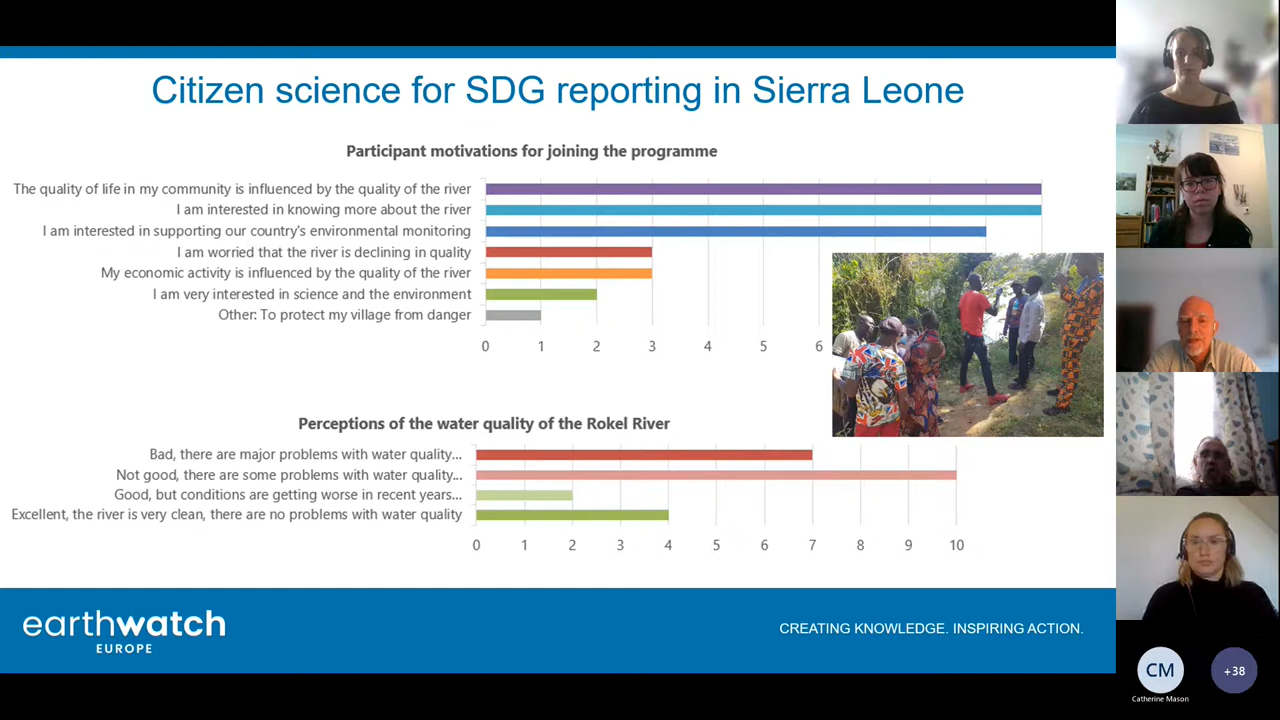 Citizen science for SDG reporting in Sierra Leone
Participant motivations for joining the programme
The quality of life in my community is influenced by the quality of the river
I am interested in knowing more about the river
I am interested in supporting our country's environmental monitoring
I am worried that the river is declining in quality
My economic activity is influenced by the quality of the river
I am very interested in science and the environment
Other: To protect my village from danger
0 1 2 3 4 5 6
Perceptions of the water quality of the Rokel River
Bad, there are major problems with water quality...
Not good, there are some problems with water quality...
Good, but conditions are getting worse in recent years...
Excellent, the river is very clean, there are no problems with water quality
0 1 2 3 4 5 6 7 8 9 10
earthwatch
EUROPE
CREATING KNOWLEDGE. INSPIRING ACTION.
CM
+38
Catherine Mason